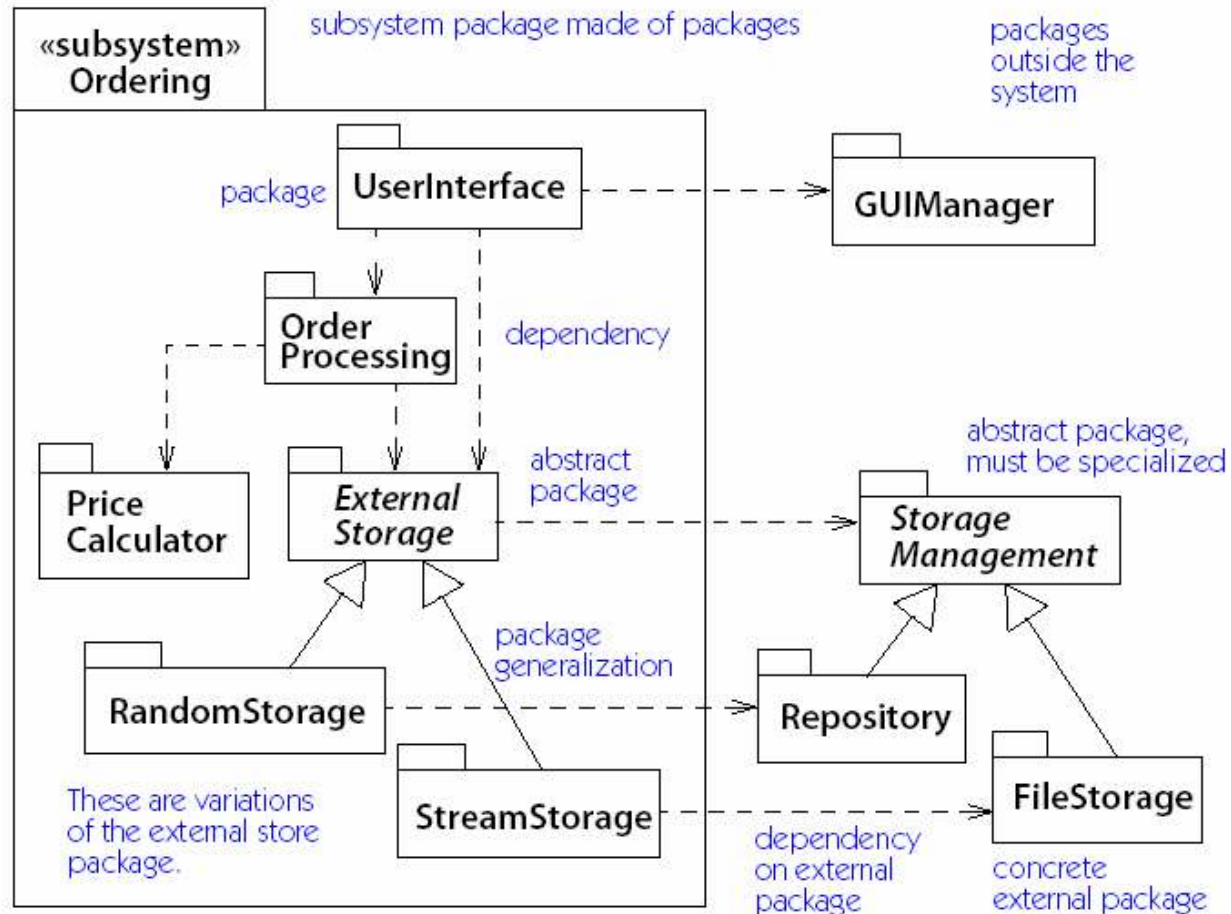 «subsystem»
Ordering
subsystem package made of packages
packages
outside the
system
package
UserInterface
GUIManager
Order
Processing
dependency
Price
Calculator
External
Storage
abstract
package
abstract package,
must be specialized
Storage
Management
package
generalization
RandomStorage
Repository
StreamStorage
FileStorage
These are variations
of the external store
package.
dependency
on external
package
concrete
external package